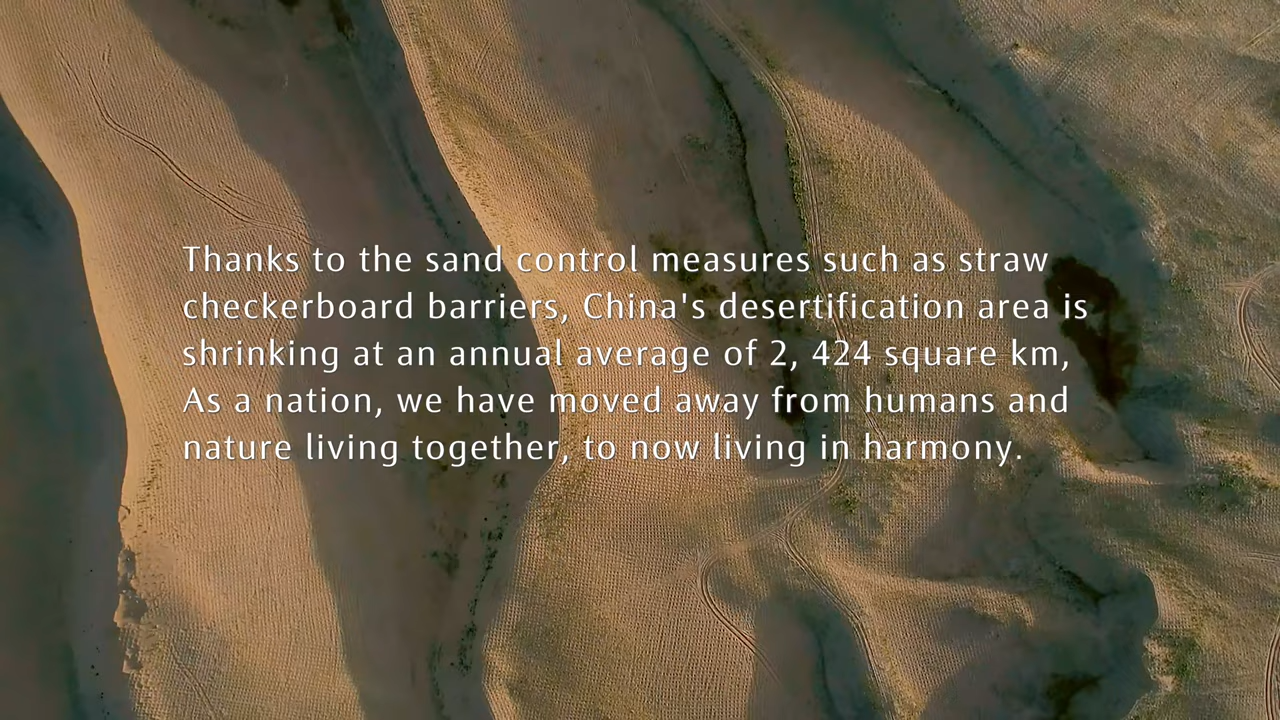 Thanks to the sand control measures such as straw
checkerboard barriers, China's desertification area is
shrinking at an annual average of 2, 424 square km,
As a nation, we have moved away from humans and
nature living together, to now living in harmony.